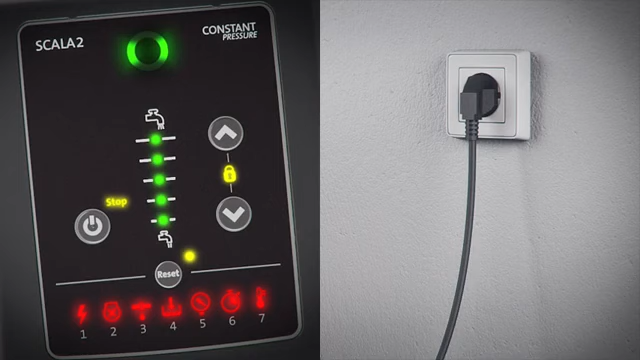 SCALA2
CONSTANT
PRESSURE
Stop
Reset
1 2 3 4 5 6 7